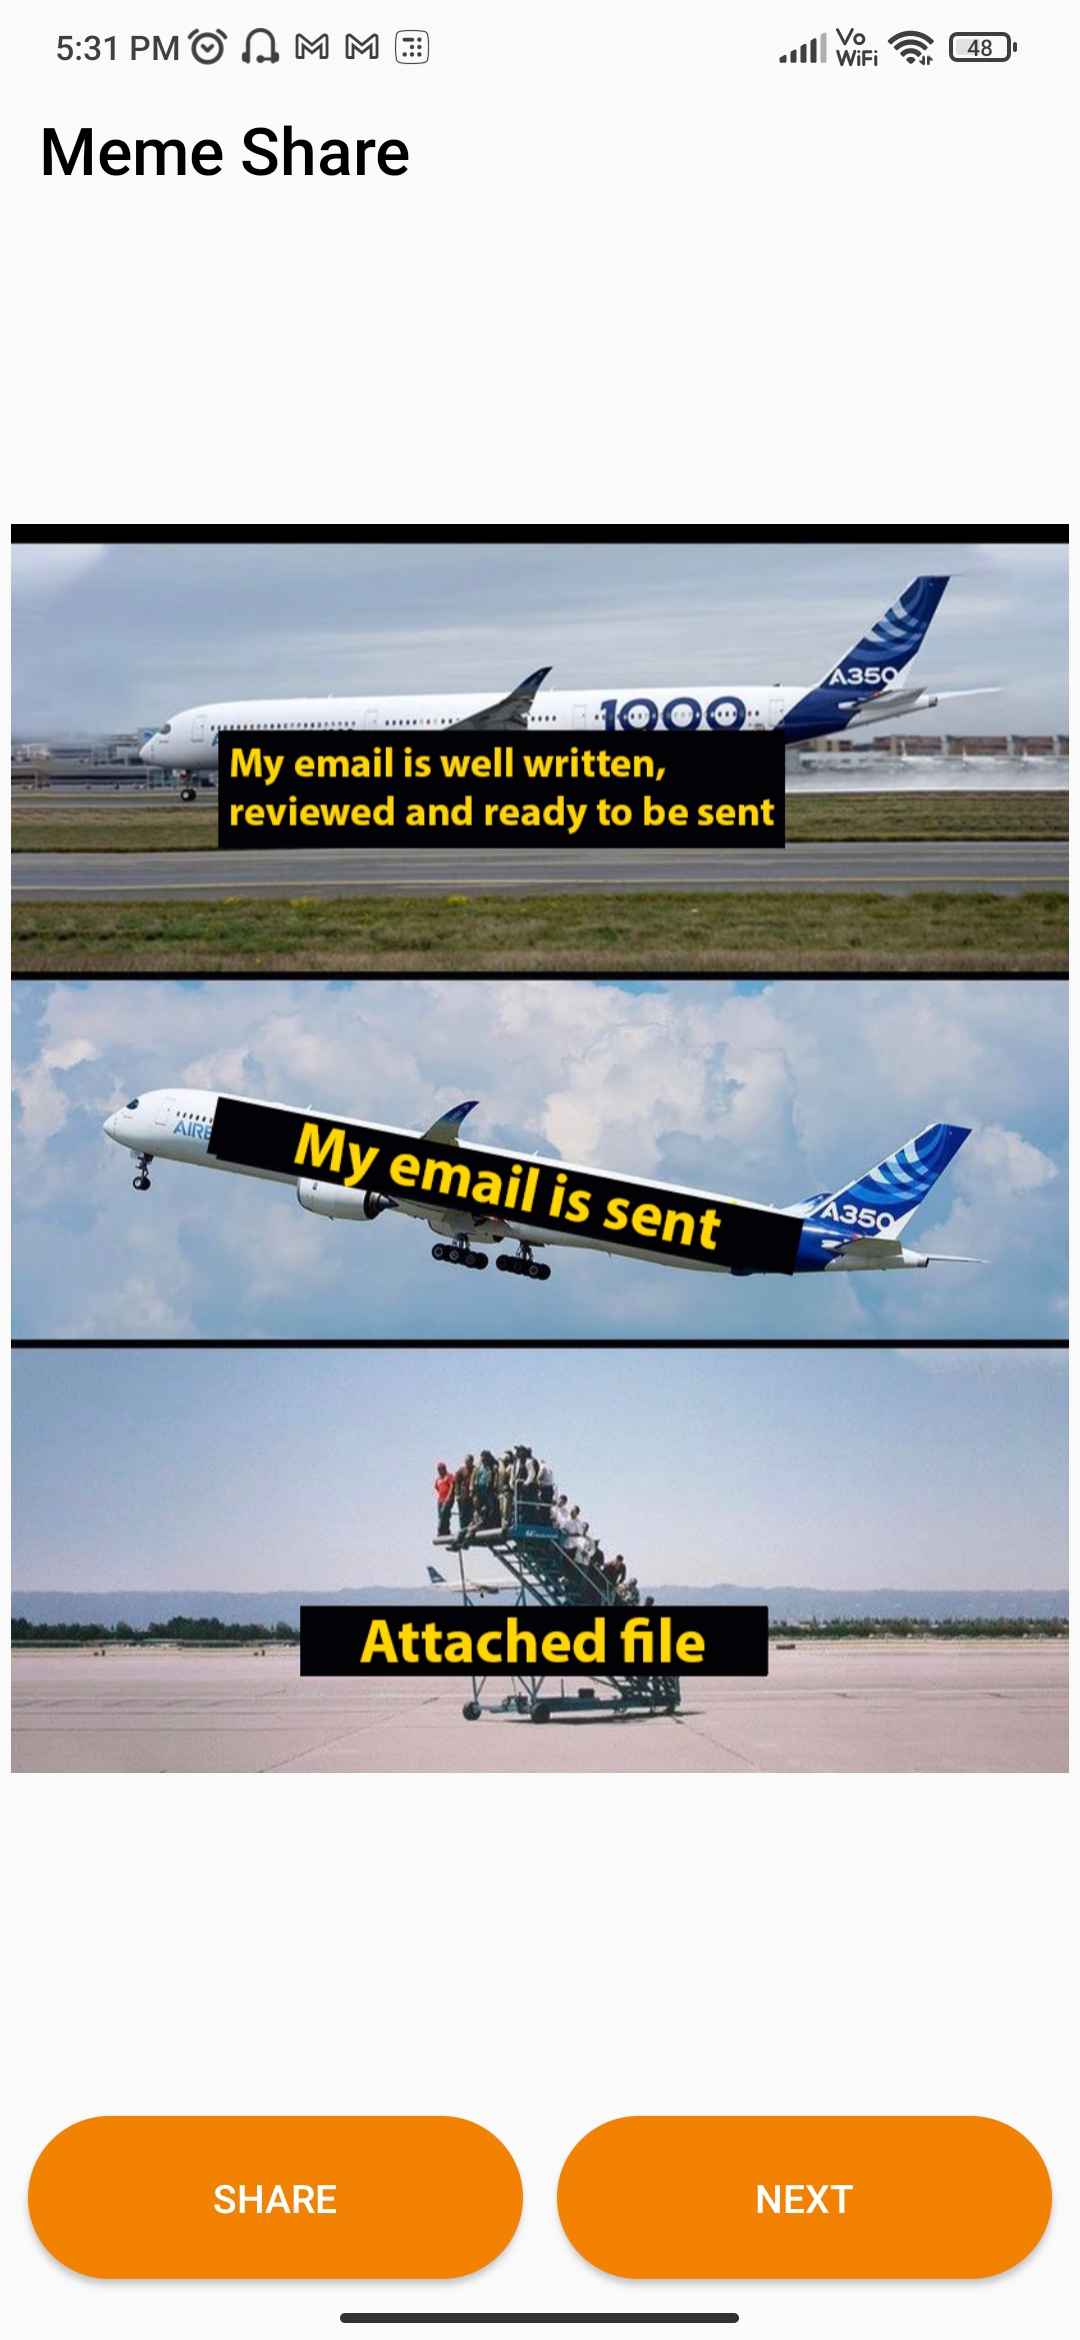 5:31 PM
Vo
WiFi
48
Meme Share
A350
1000
My email is well written,
reviewed and ready to be sent
AIRB
My email is sent
A350
Attached file
SHARE
NEXT